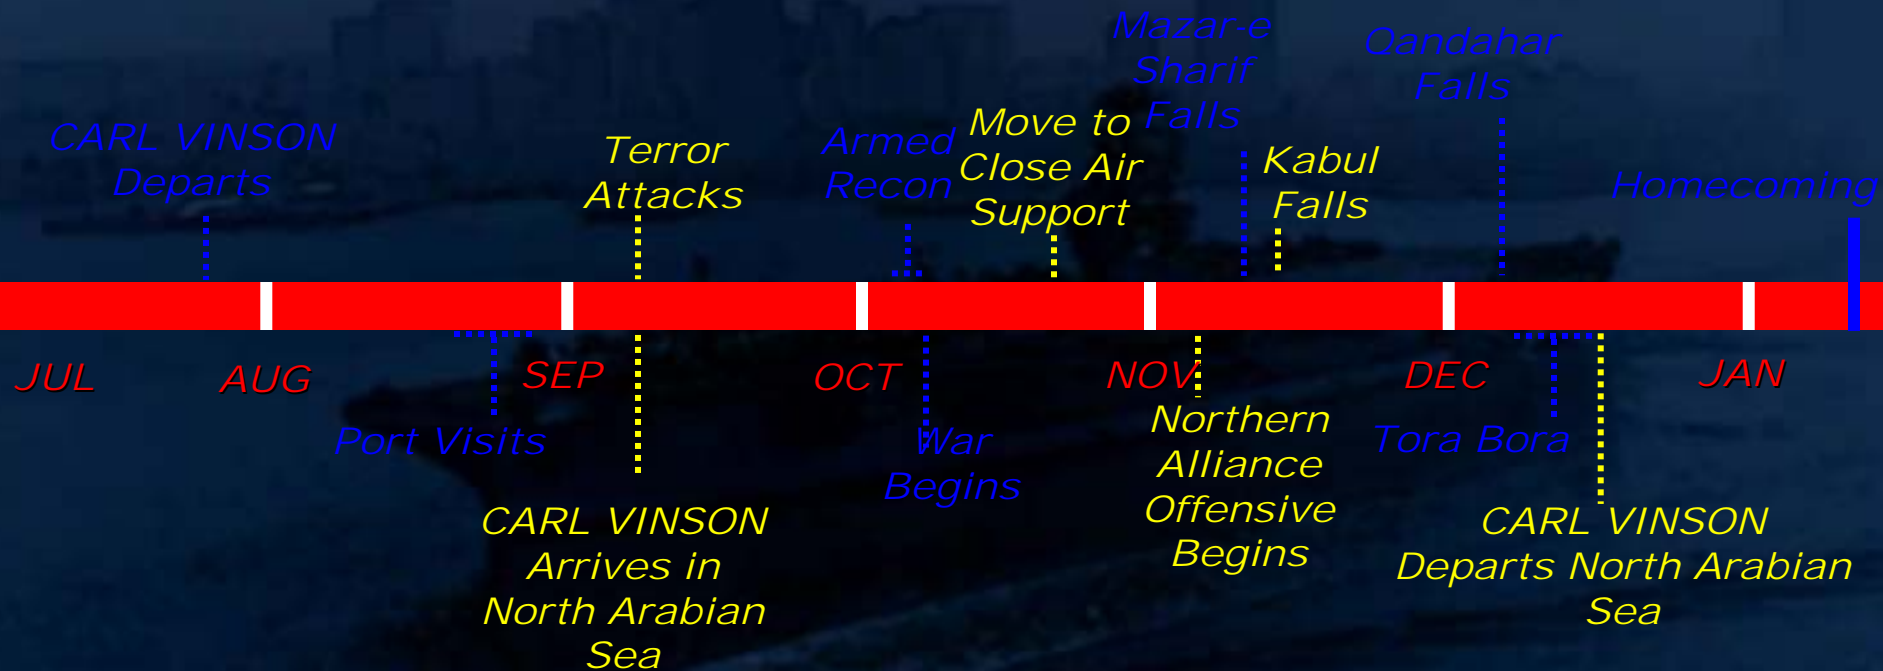 CARL VINSON
Departs
Terror
Attacks
Armed
Recon
Move to
Close Air
Support
Mazar-e
Sharif
Falls
Kabul
Falls
Qandahar
Falls
Homecoming
JUL
AUG
SEP
OCT
NOV
DEC
JAN
Port Visits
CARL VINSON
Arrives in
North Arabian
Sea
War
Begins
Northern
Alliance
Offensive
Begins
Tora Bora
CARL VINSON
Departs North Arabian
Sea